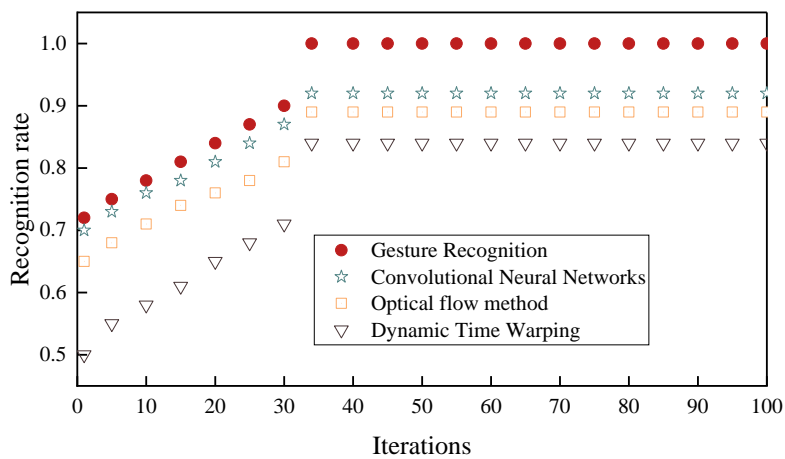 1.0
0.9
0.8
0.7
0.6
0.5
Recognition rate
Gesture Recognition
Convolutional Neural Networks
Optical flow method
Dynamic Time Warping
0 10 20 30 40 50 60 70 80 90 100
Iterations